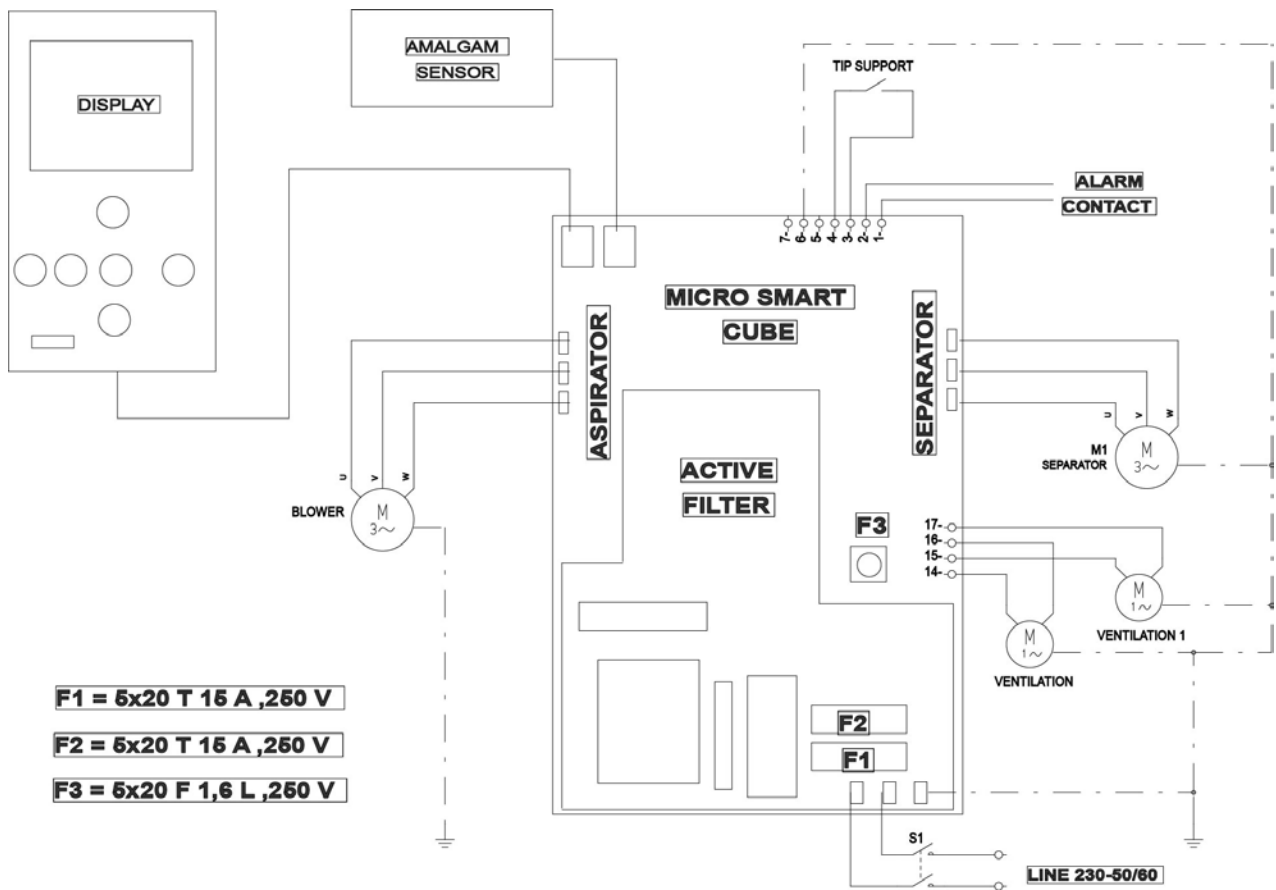 DISPLAY
AMALGAM
SENSOR
TIP SUPPORT
ALARM
CONTACT
7-
6-
5-
4-
3-
2-
1-
MICRO SMART
CUBE
ASPIRATOR
SEPARATOR
U
V
W
BLOWER
M
3~
U
V
W
M1
SEPARATOR
M
3~
ACTIVE
FILTER
F3
17-
16-
15-
14-
M
1~
VENTILATION 1
M
1~
VENTILATION
F1 = 5x20 T 15 A ,250 V
F2 = 5x20 T 15 A ,250 V
F3 = 5x20 F 1,6 L ,250 V
F2
F1
S1
LINE 230-50/60